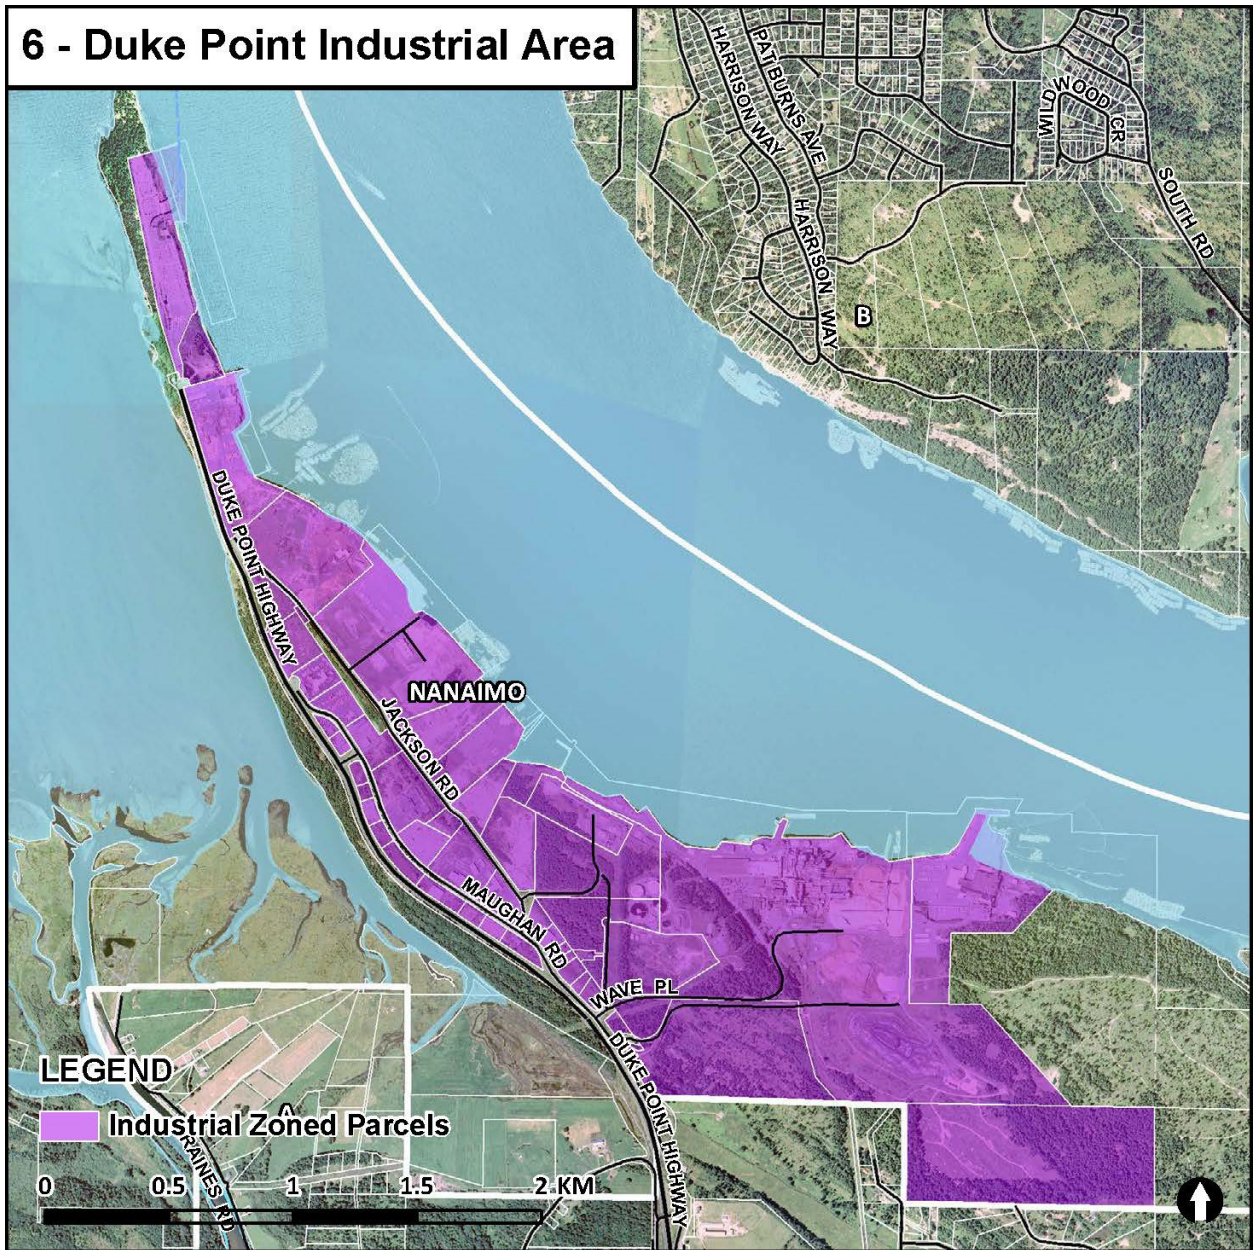 6 - Duke Point Industrial Area
HARRISON WAY
PAT BURNS AVE
WILDWOOD CR
SOUTH RD
HARRISON WAY
B
DUKE POINT HIGHWAY
NANAIMO
JACKSON RD
MAUGHAN RD
WAVE PL
DUKE POINT HIGHWAY
LEGEND
A
Industrial Zoned Parcels
RAINES RD
0 0.5 1 1.5 2 KM